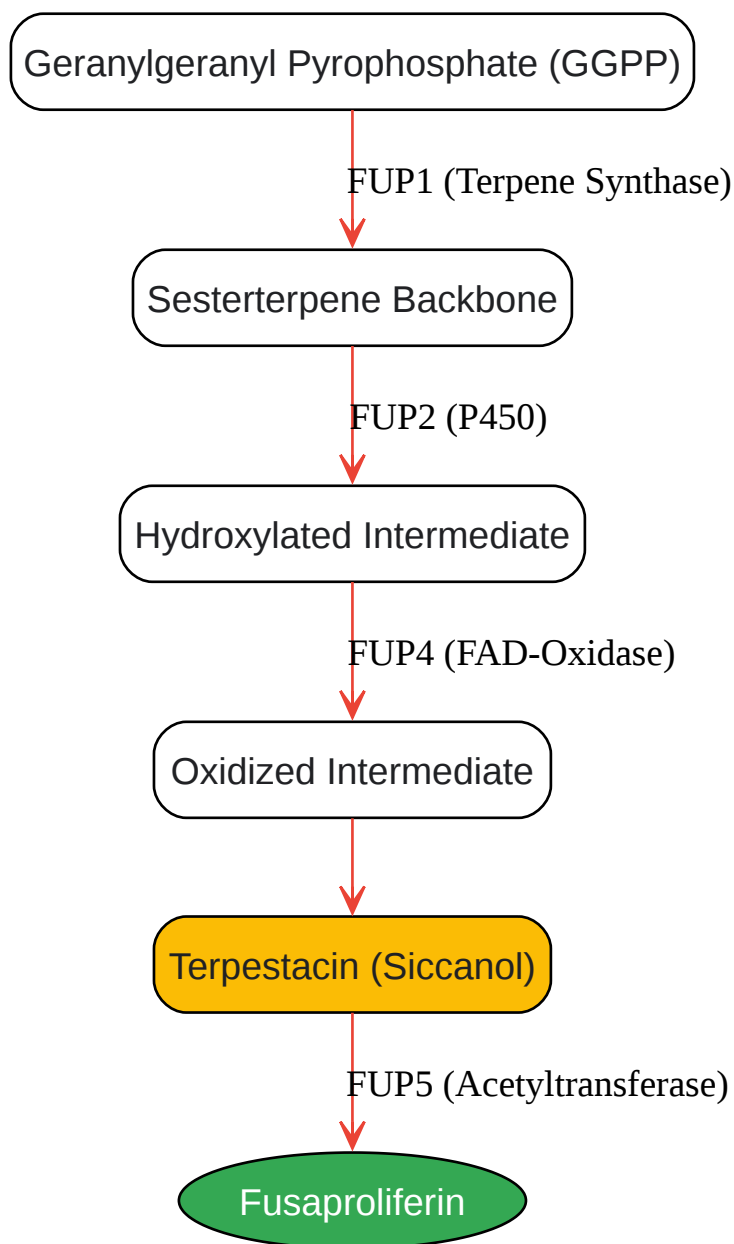 Geranylgeranyl Pyrophosphate (GGPP)
FUP1 (Terpene Synthase)
Sesterterpene Backbone
FUP2 (P450)
Hydroxylated Intermediate
FUP4 (FAD-Oxidase)
Oxidized Intermediate
Terpestacin (Siccanol)
FUP5 (Acetyltransferase)
Fusaproliferin